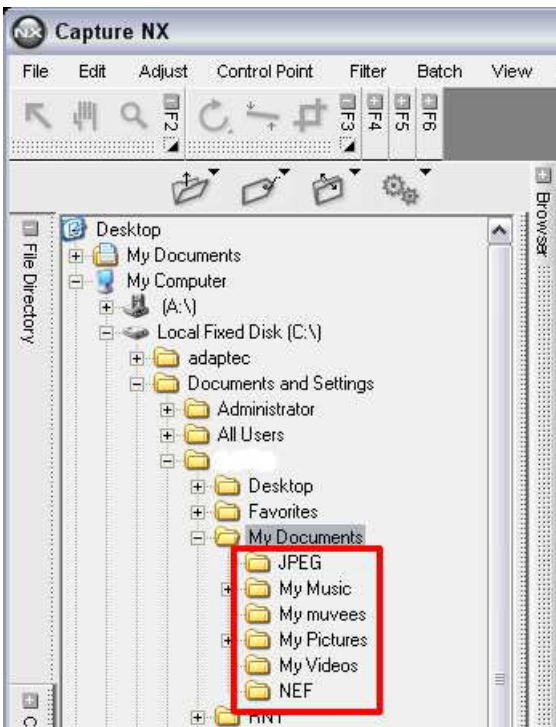 NX Capture NX
File Edit Adjust Control Point Filter Batch View
F2 F3 F4 F5 F6
Browser
File Directory
Desktop
My Documents
My Computer
(A:\)
Local Fixed Disk (C:\)
adaptec
Documents and Settings
Administrator
All Users
Desktop
Favorites
My Documents
JPEG
My Music
My muvees
My Pictures
My Videos
NEF